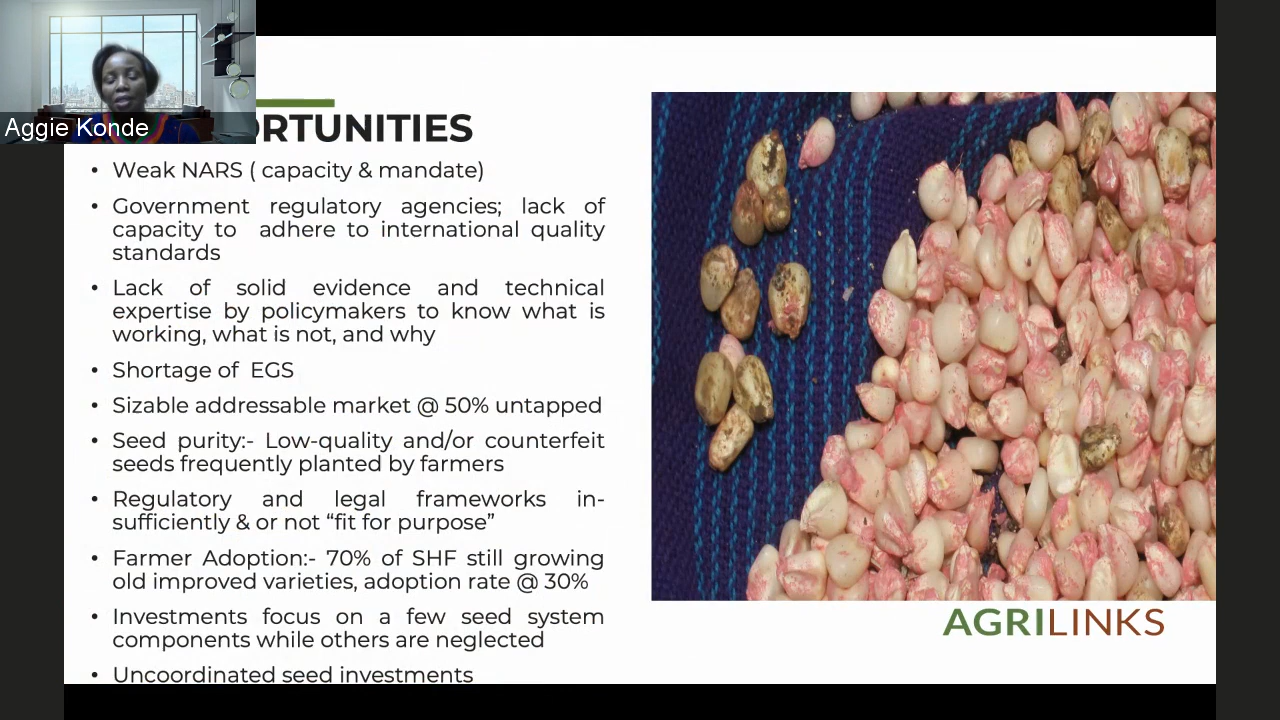 Aggie Konde
ORTUNITIES
• Weak NARS ( capacity & mandate)
• Government regulatory agencies; lack of
capacity to adhere to international quality
standards
• Lack of solid evidence and technical
expertise by policymakers to know what is
working, what is not, and why
• Shortage of EGS
• Sizable addressable market @ 50% untapped
• Seed purity:- Low-quality and/or counterfeit
seeds frequently planted by farmers
• Regulatory and legal frameworks in-
sufficiently & or not “fit for purpose”
• Farmer Adoption:- 70% of SHF still growing
old improved varieties, adoption rate @ 30%
• Investments focus on a few seed system
components while others are neglected
• Uncoordinated seed investments
AGRILINKS